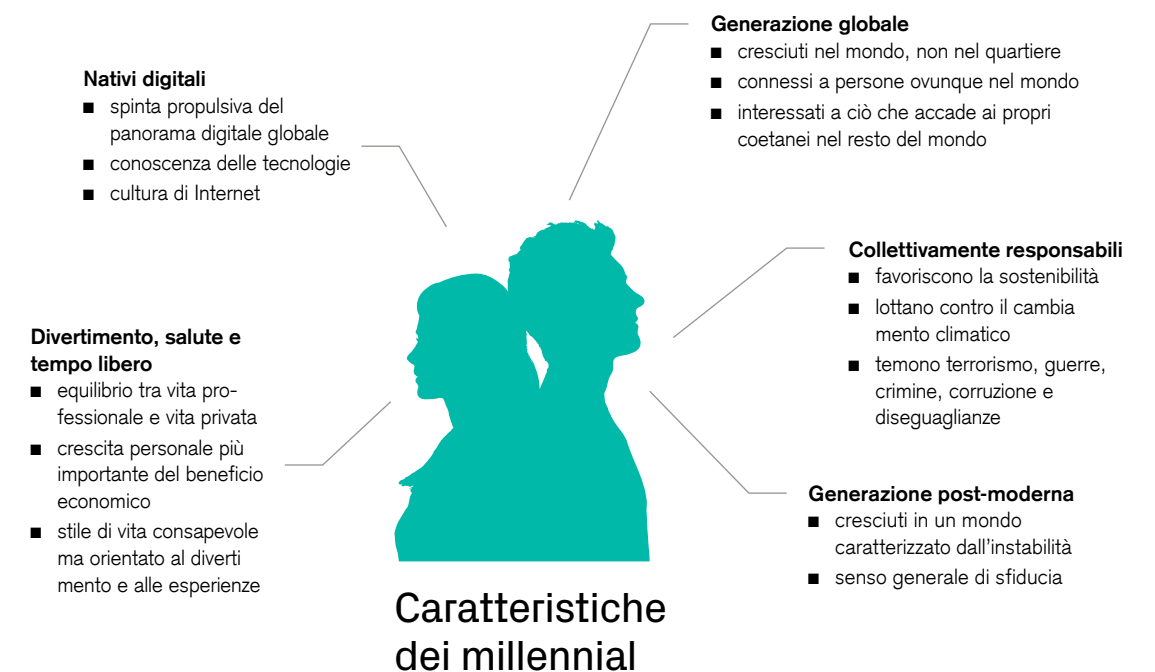 Nativi digitali
■ spinta propulsiva del
panorama digitale globale
■ conoscenza delle tecnologie
■ cultura di Internet
Divertimento, salute e
tempo libero
■ equilibrio tra vita pro-
fessionale e vita privata
■ crescita personale più
importante del beneficio
economico
■ stile di vita consapevole
ma orientato al diverti
mento e alle esperienze
Generazione globale
■ cresciuti nel mondo, non nel quartiere
■ connessi a persone ovunque nel mondo
■ interessati a ciò che accade ai propri
coetanei nel resto del mondo
Collettivamente responsabili
■ favoriscono la sostenibilità
■ lottano contro il cambia
mento climatico
■ temono terrorismo, guerre,
crimine, corruzione e
diseguaglianze
Generazione post-moderna
■ cresciuti in un mondo
caratterizzato dall'instabilità
■ senso generale di sfiducia
Caratteristiche
dei millennial